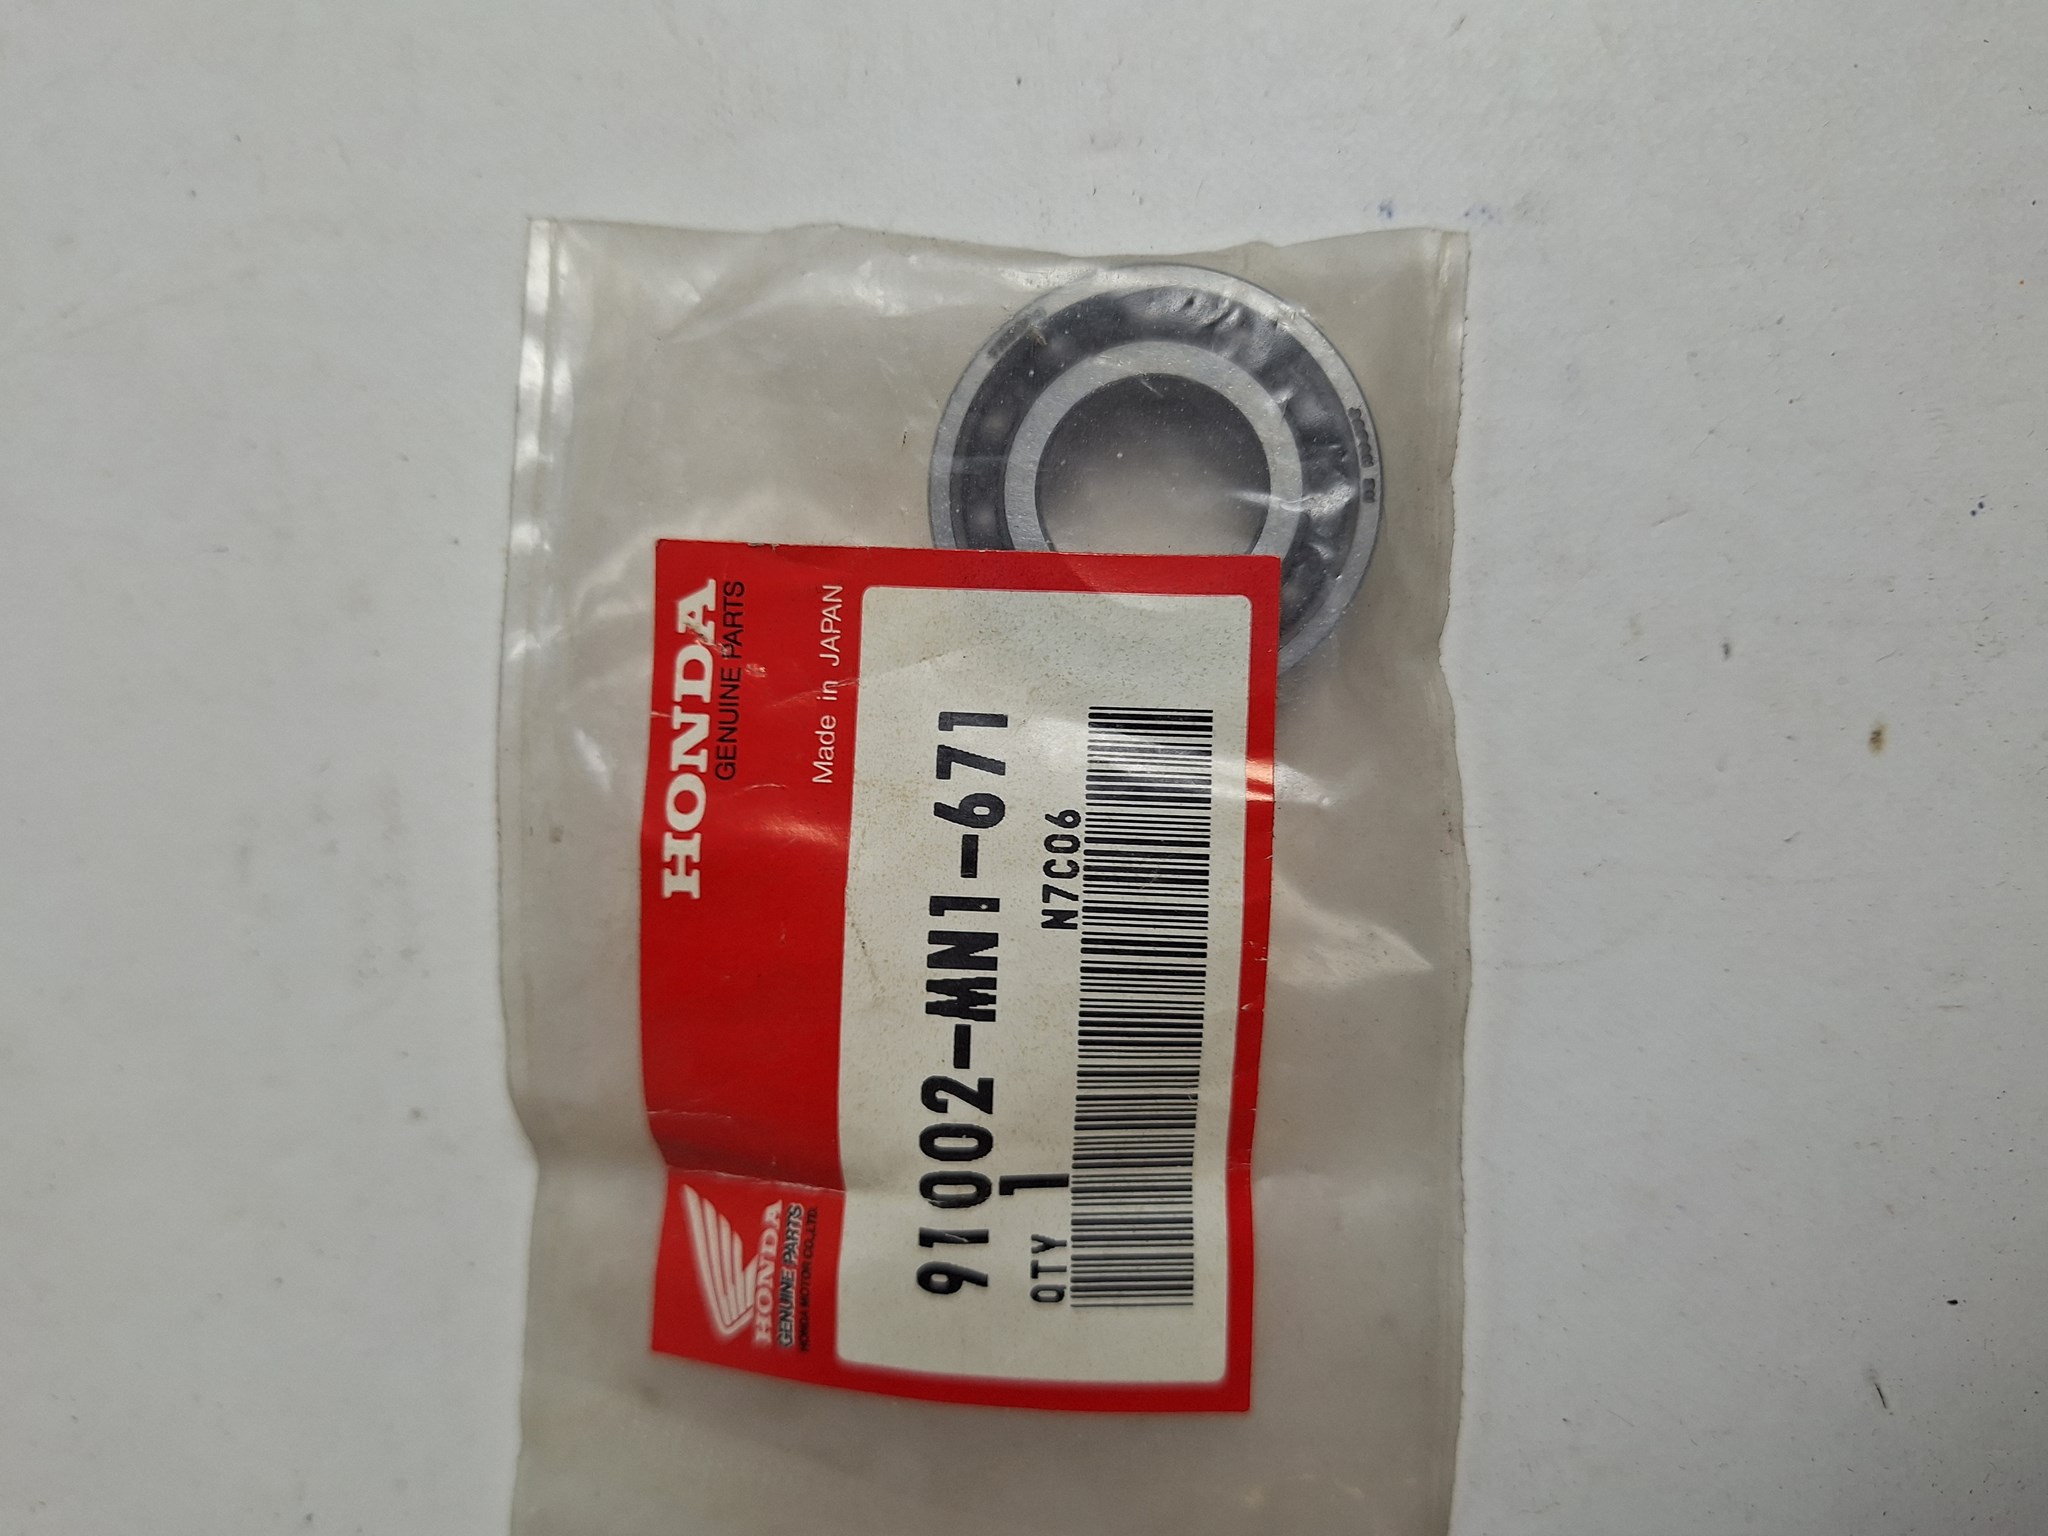 HONDA
GENUINE PARTS
HONDA MOTOR CO.,LTD.
HONDA
GENUINE PARTS
Made in JAPAN
91002-MN1-671
QTY 1
N7C06